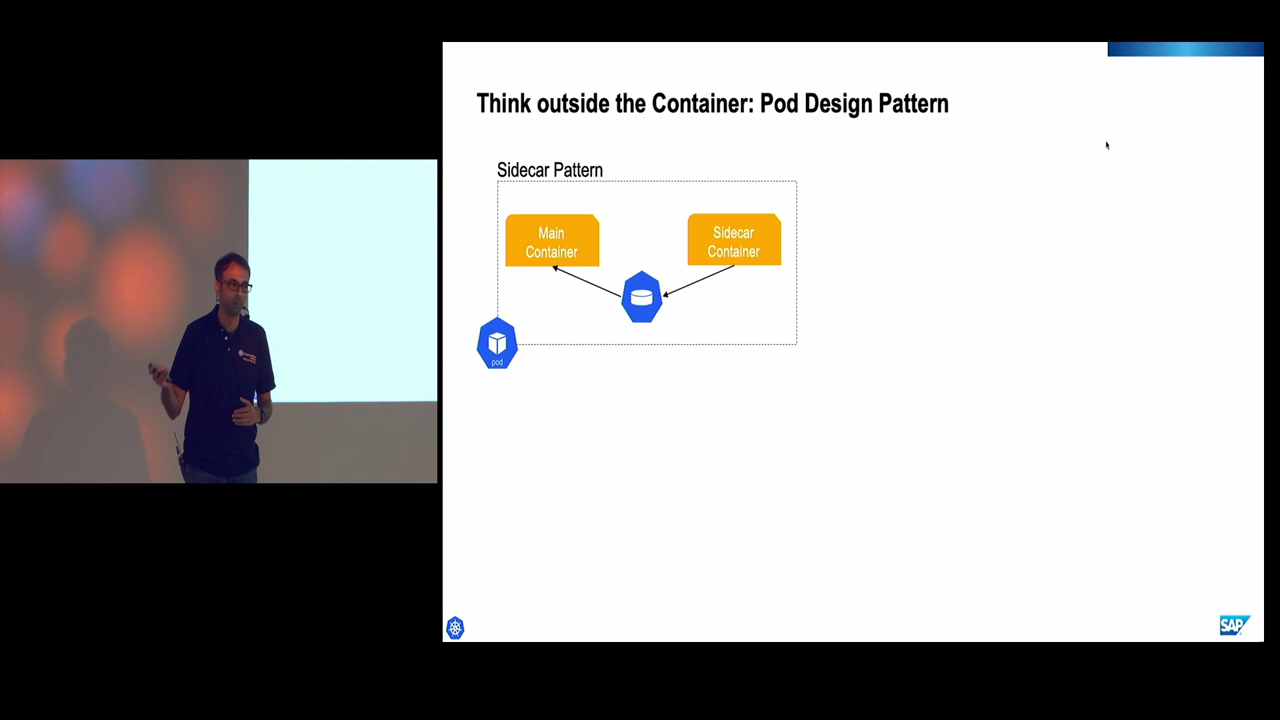 Think outside the Container: Pod Design Pattern
Sidecar Pattern
Main
Container
Sidecar
Container
pod
SAP